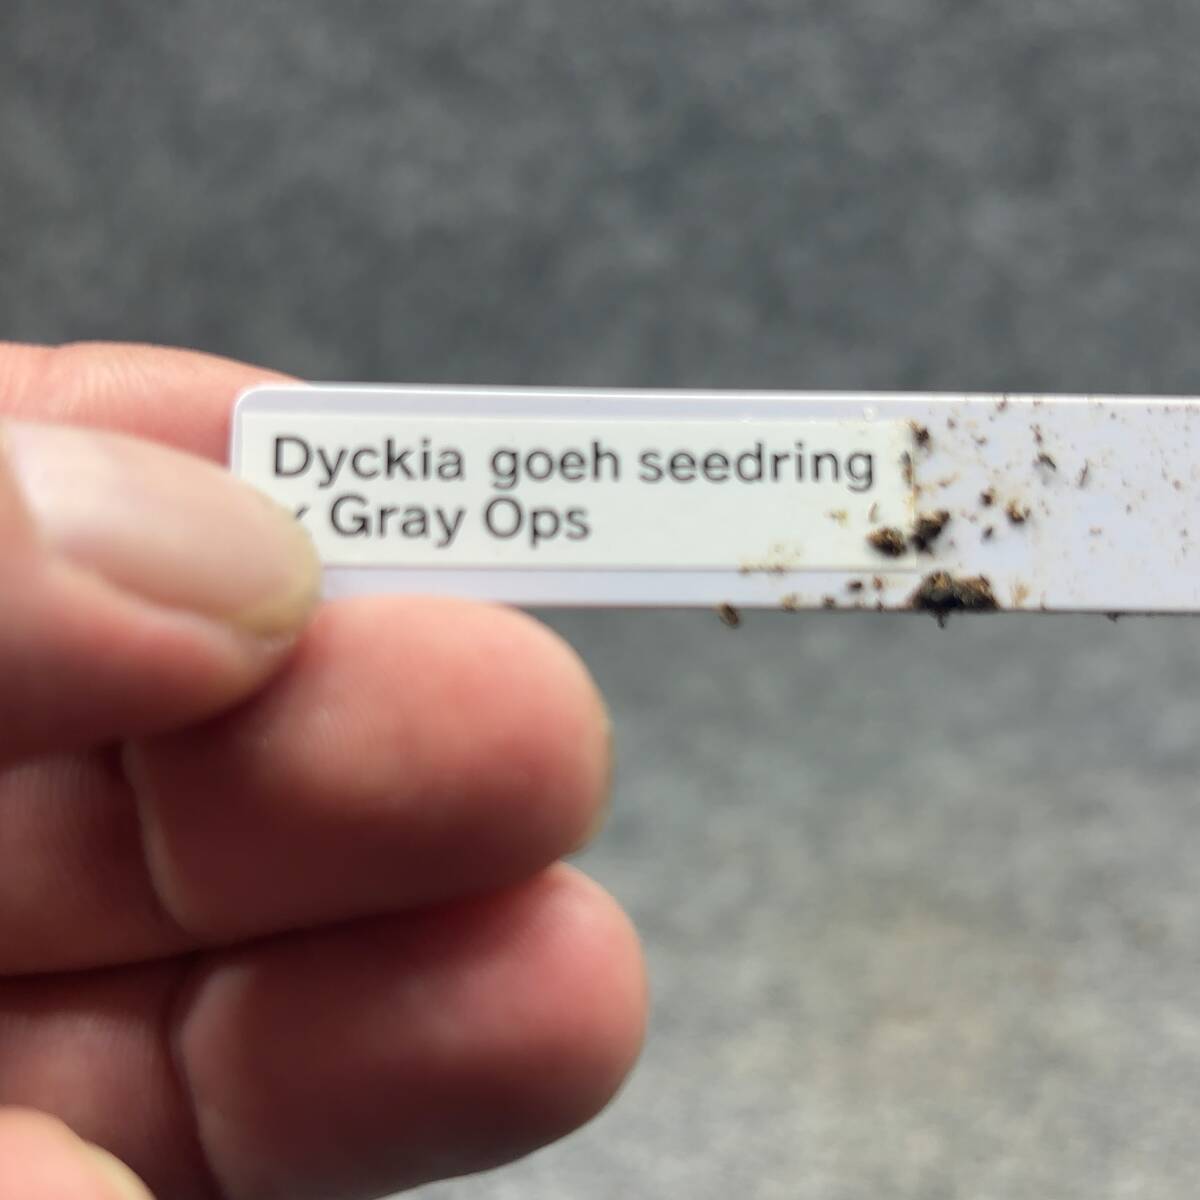 Dyckia goeh seedring
x Gray Ops